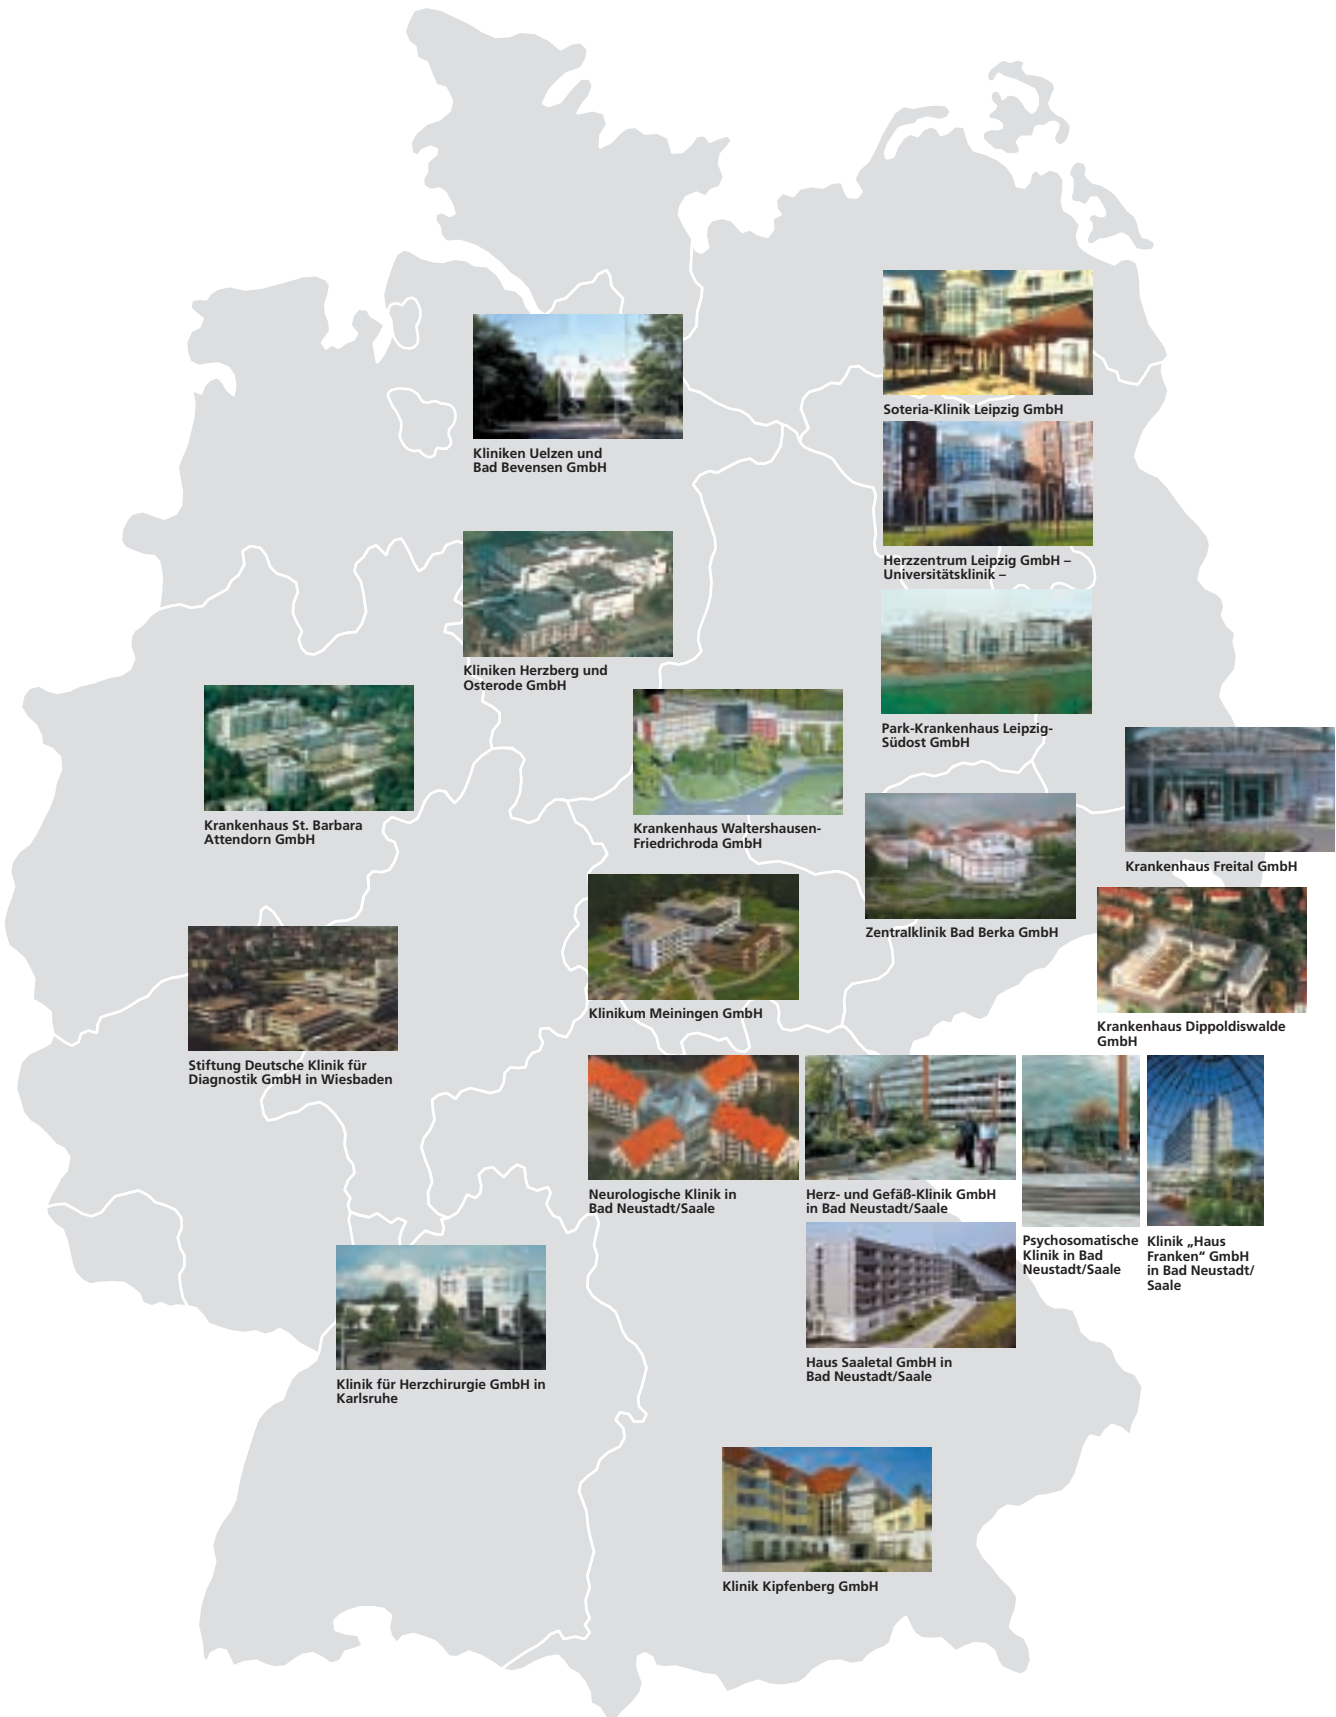 Soteria-Klinik Leipzig GmbH
Kliniken Uelzen und
Bad Bevensen GmbH
Herzzentrum Leipzig GmbH –
Universitätsklinik –
Kliniken Herzberg und
Osterode GmbH
Park-Krankenhaus Leipzig-
Südost GmbH
Krankenhaus St. Barbara
Attendorn GmbH
Krankenhaus Waltershausen-
Friedrichroda GmbH
Krankenhaus Freital GmbH
Zentralklinik Bad Berka GmbH
Klinikum Meiningen GmbH
Krankenhaus Dippoldiswalde
GmbH
Stiftung Deutsche Klinik für
Diagnostik GmbH in Wiesbaden
Neurologische Klinik in
Bad Neustadt/Saale
Herz- und Gefäß-Klinik GmbH
in Bad Neustadt/Saale
Psychosomatische
Klinik in Bad
Neustadt/Saale
Klinik „Haus
Franken“ GmbH
in Bad Neustadt/
Saale
Haus Saaletal GmbH in
Bad Neustadt/Saale
Klinik für Herzchirurgie GmbH in
Karlsruhe
Klinik Kipfenberg GmbH